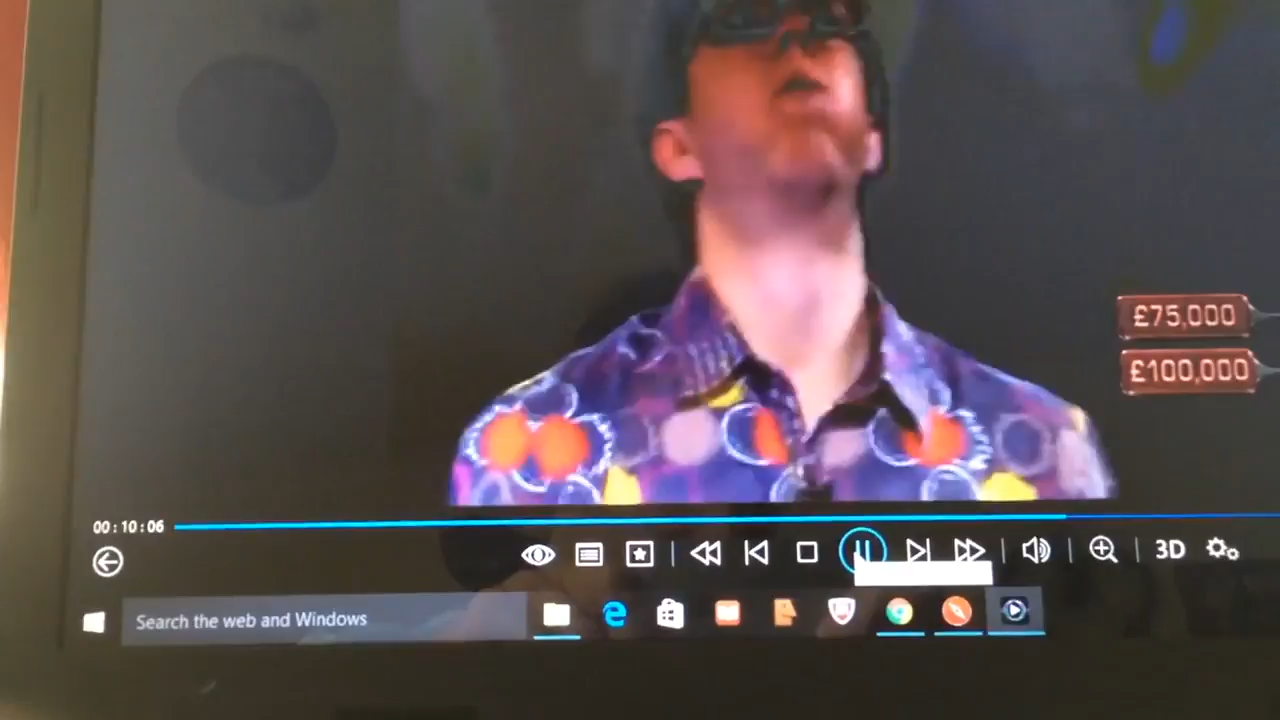 £75,000
£100,000
00:10:06
3D
Search the web and Windows